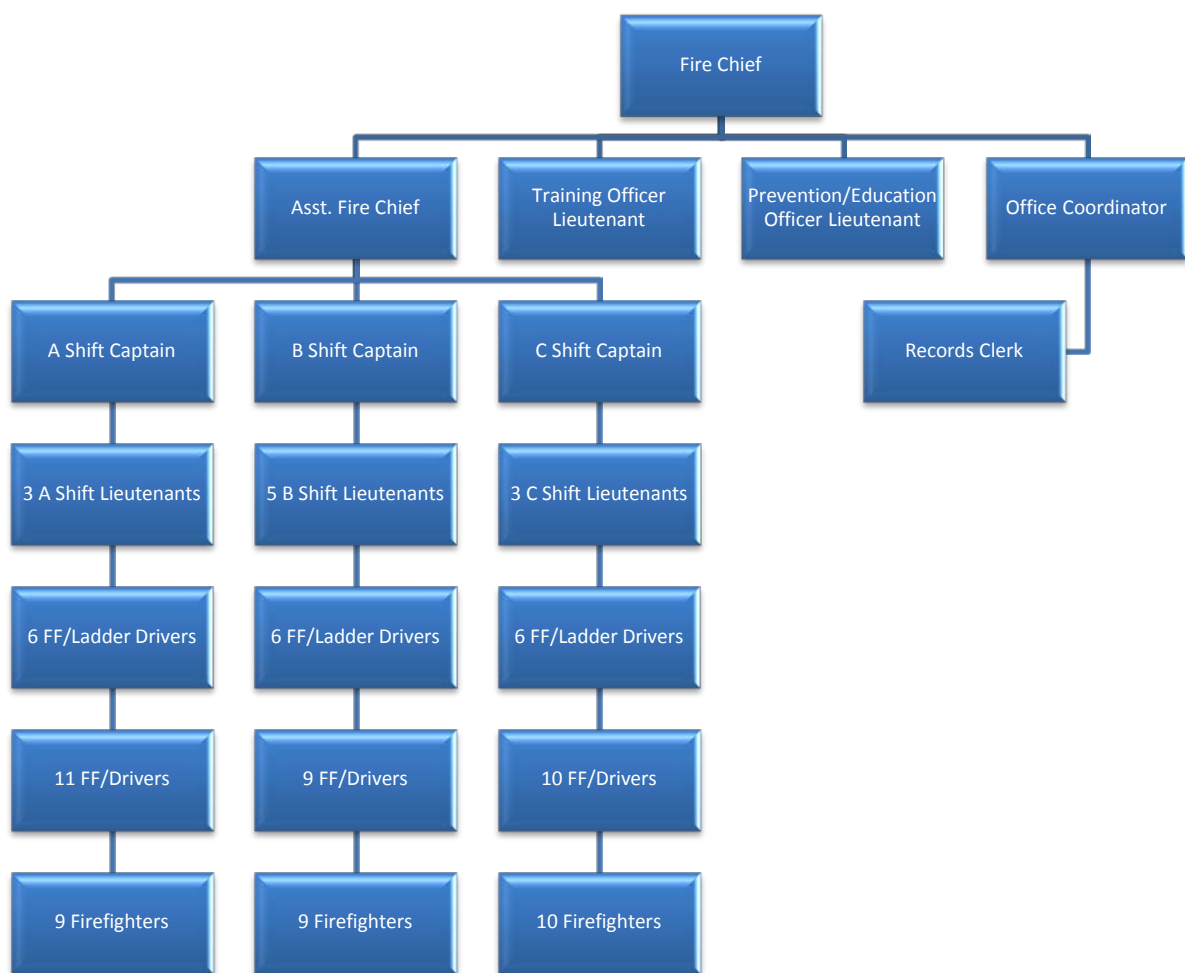 Fire Chief
Asst. Fire Chief
Training Officer
Lieutenant
Prevention/Education
Officer Lieutenant
Office Coordinator
A Shift Captain
B Shift Captain
C Shift Captain
Records Clerk
3 A Shift Lieutenants
5 B Shift Lieutenants
3 C Shift Lieutenants
6 FF/Ladder Drivers
6 FF/Ladder Drivers
6 FF/Ladder Drivers
11 FF/Drivers
9 FF/Drivers
10 FF/Drivers
9 Firefighters
9 Firefighters
10 Firefighters